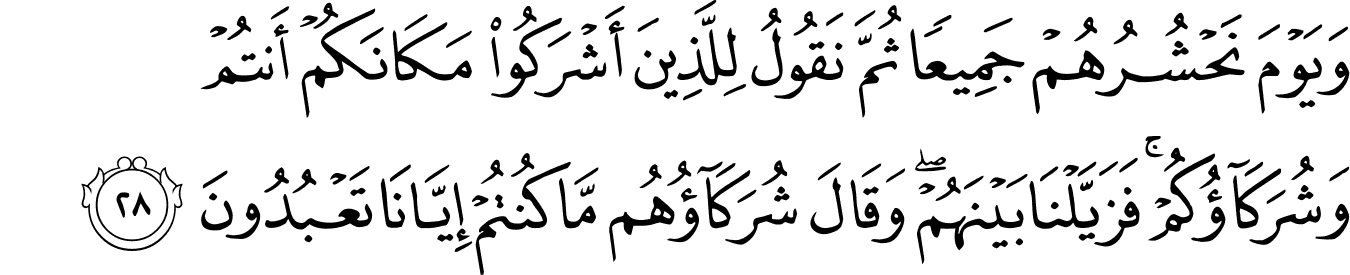 وَيَوْمَ نَحْشُرُهُمْ جَمِيعًا ثُمَّ نَقُولُ لِلَّذِينَ أَشْرَكُوا۟ مَكَانَكُمْ أَنتُمْ
وَشُرَكَآؤُكُمْ ۚ فَزَيَّلْنَا بَيْنَهُمْ ۖ وَقَالَ شُرَكَآؤُهُم مَّا كُنتُمْ إِيَّانَا تَعْبُدُونَ ٢٨